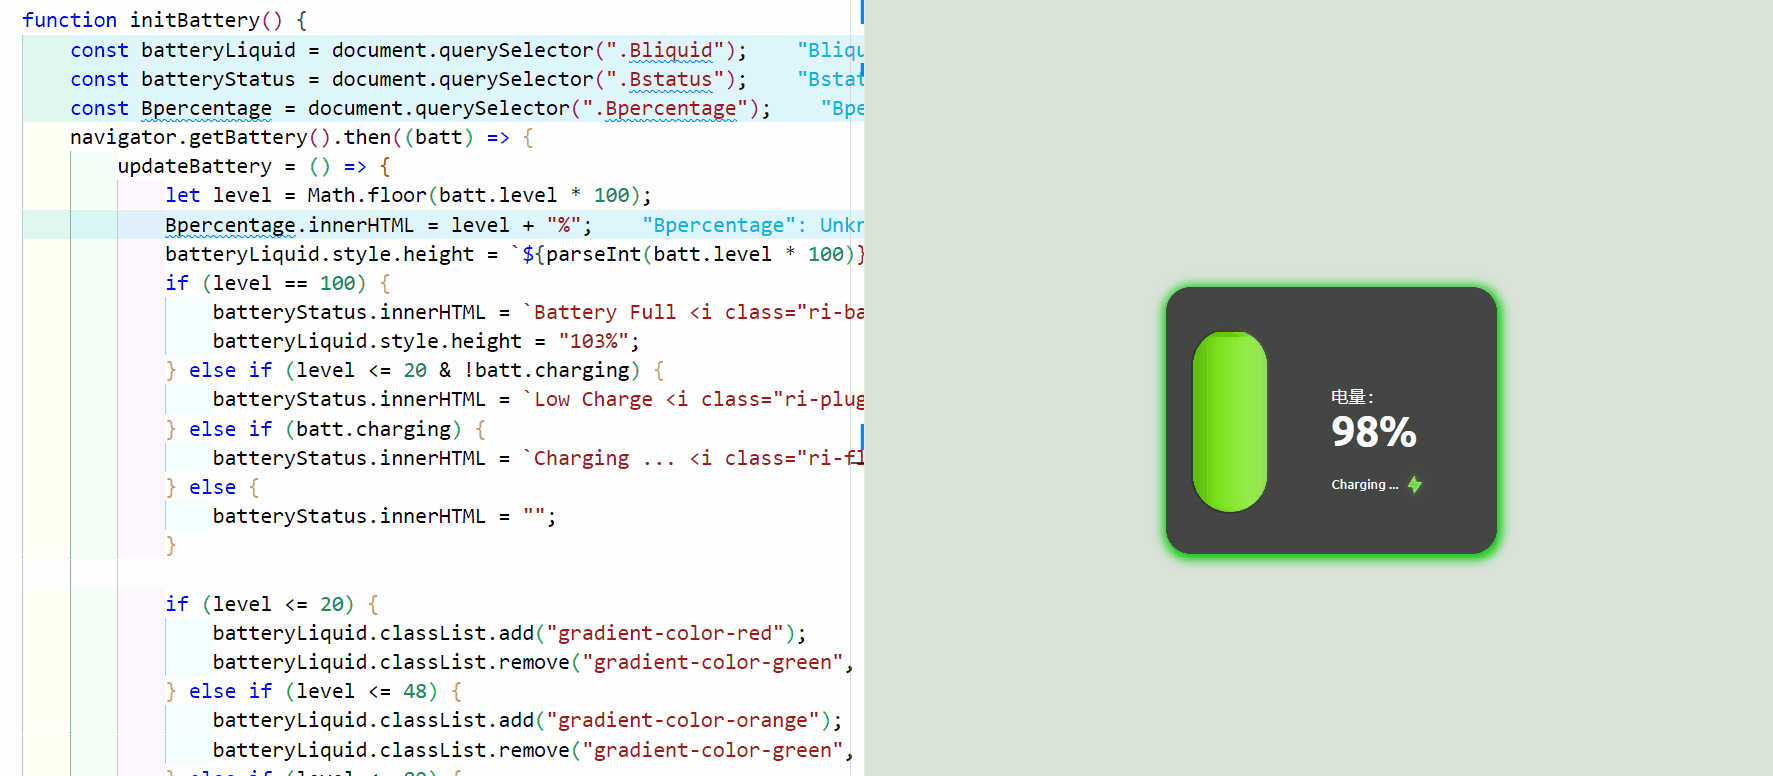 function initBattery() {
const batteryLiquid = document.querySelector(".Bliquid"); "Bliqu
const batteryStatus = document.querySelector(".Bstatus"); "Bstat
const Bpercentage = document.querySelector(".Bpercentage"); "Bpe
navigator.getBattery().then((batt) => {
updateBattery = () => {
let level = Math.floor(batt.level * 100);
Bpercentage.innerHTML = level + "%"; "Bpercentage": Unkn
batteryLiquid.style.height = `${parseInt(batt.level * 100)}
if (level == 100) {
batteryStatus.innerHTML = `Battery Full <i class="ri-ba
batteryLiquid.style.height = "103%";
} else if (level <= 20 & !batt.charging) {
batteryStatus.innerHTML = `Low Charge <i class="ri-plug
} else if (batt.charging) {
batteryStatus.innerHTML = `Charging ... <i class="ri-fl
} else {
batteryStatus.innerHTML = "";
}
if (level <= 20) {
batteryLiquid.classList.add("gradient-color-red");
batteryLiquid.classList.remove("gradient-color-green",
} else if (level <= 48) {
batteryLiquid.classList.add("gradient-color-orange");
batteryLiquid.classList.remove("gradient-color-green",
} else if (level <= 80) {
电量：
98%
Charging ...